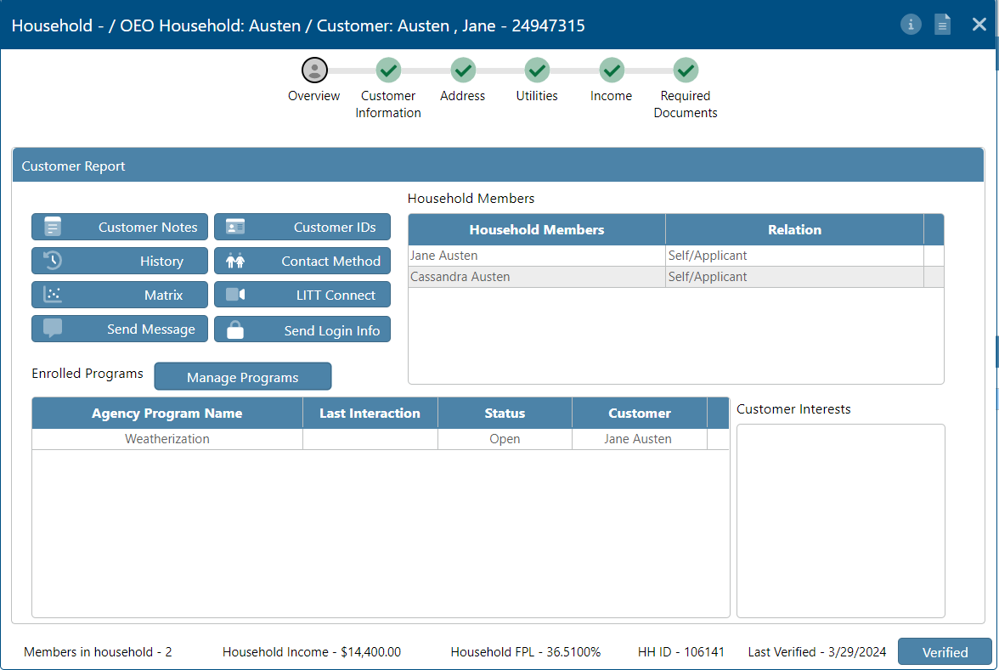 Household - / OEO Household: Austen / Customer: Austen , Jane - 24947315
Overview
Customer Information
Address
Utilities
Income
Required Documents
Customer Report
Customer Notes
Customer IDs
History
Contact Method
Matrix
LITT Connect
Send Message
Send Login Info
Household Members
Household Members Relation
Jane Austen Self/Applicant
Cassandra Austen Self/Applicant
Enrolled Programs
Manage Programs
Agency Program Name Last Interaction Status Customer
Weatherization Open Jane Austen
Customer Interests
Members in household - 2 Household Income - $14,400.00 Household FPL - 36.5100% HH ID - 106141 Last Verified - 3/29/2024 Verified